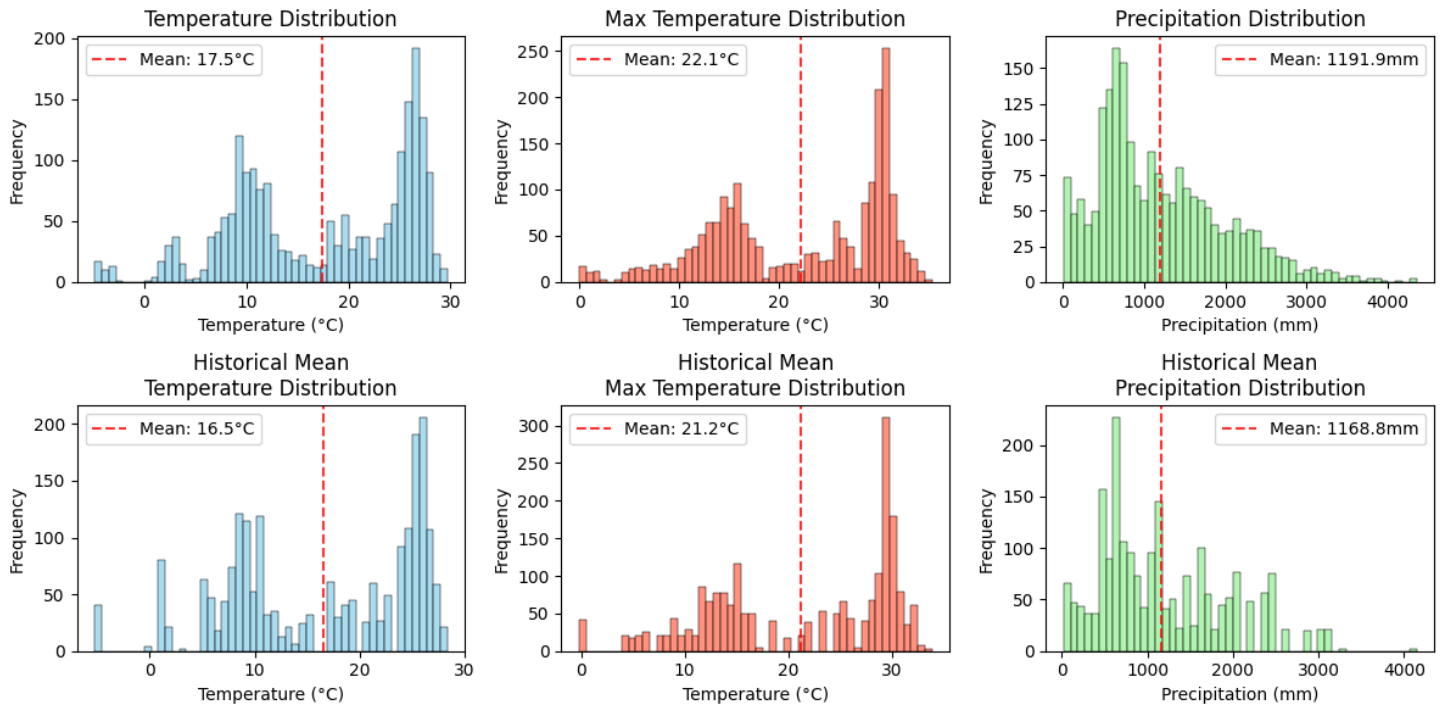 Temperature Distribution
Mean: 17.5°C
Frequency
0
50
100
150
200
0
10
20
30
Temperature (°C)
Max Temperature Distribution
Mean: 22.1°C
Frequency
0
50
100
150
200
250
0
10
20
30
Temperature (°C)
Precipitation Distribution
Mean: 1191.9mm
Frequency
0
25
50
75
100
125
150
0
1000
2000
3000
4000
Precipitation (mm)
Historical Mean
Temperature Distribution
Mean: 16.5°C
Frequency
0
50
100
150
200
0
10
20
30
Temperature (°C)
Historical Mean
Max Temperature Distribution
Mean: 21.2°C
Frequency
0
50
100
150
200
250
300
0
10
20
30
Temperature (°C)
Historical Mean
Precipitation Distribution
Mean: 1168.8mm
Frequency
0
50
100
150
200
0
1000
2000
3000
4000
Precipitation (mm)